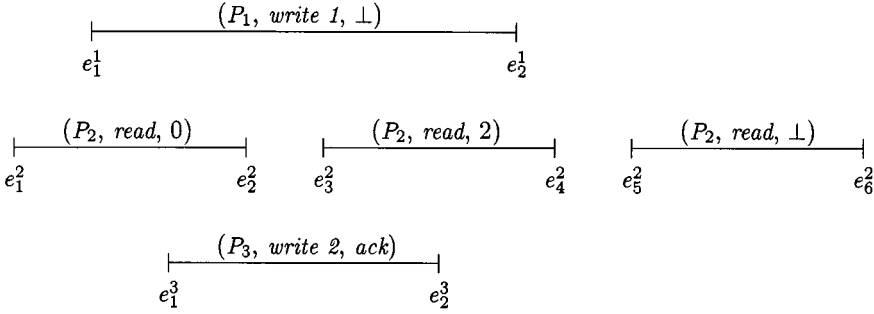 (P₁, write 1, ⊥)
e₁¹ e₂¹
(P₂, read, 0) (P₂, read, 2) (P₂, read, ⊥)
e₁² e₂² e₃² e₄² e₅² e₆²
(P₃, write 2, ack)
e₁³ e₂³